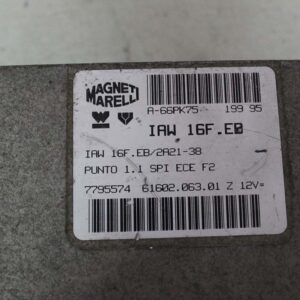 MAGNETI
MARELLI
A-66PK75 199 95
IAW 16F.E0
IAW 16F.EB/2A21-38
PUNTO 1.1 SPI ECE F2
7795574 61602.063.01 Z 12V=